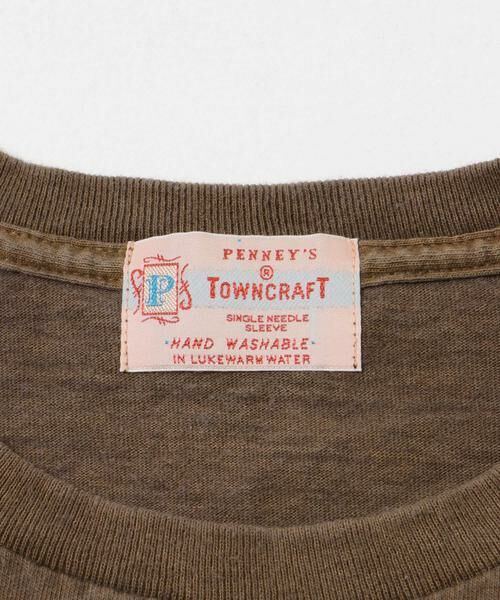 PENNEY'S
®
P
TOWNCRAFT
SINGLE NEEDLE
SLEEVE
HAND WASHABLE
IN LUKEWARM WATER